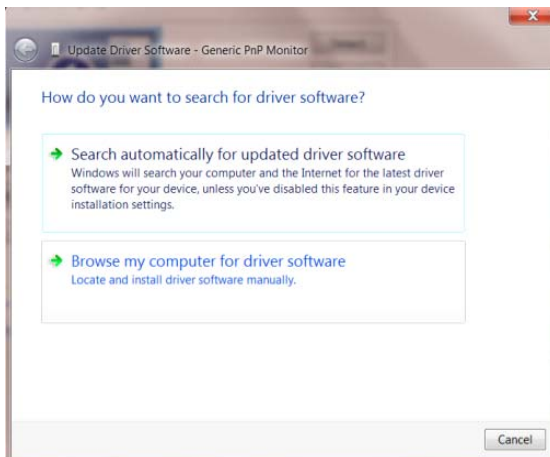 Update Driver Software - Generic PnP Monitor
How do you want to search for driver software?
Search automatically for updated driver software
Windows will search your computer and the Internet for the latest driver
software for your device, unless you've disabled this feature in your device
installation settings.
Browse my computer for driver software
Locate and install driver software manually.
Cancel